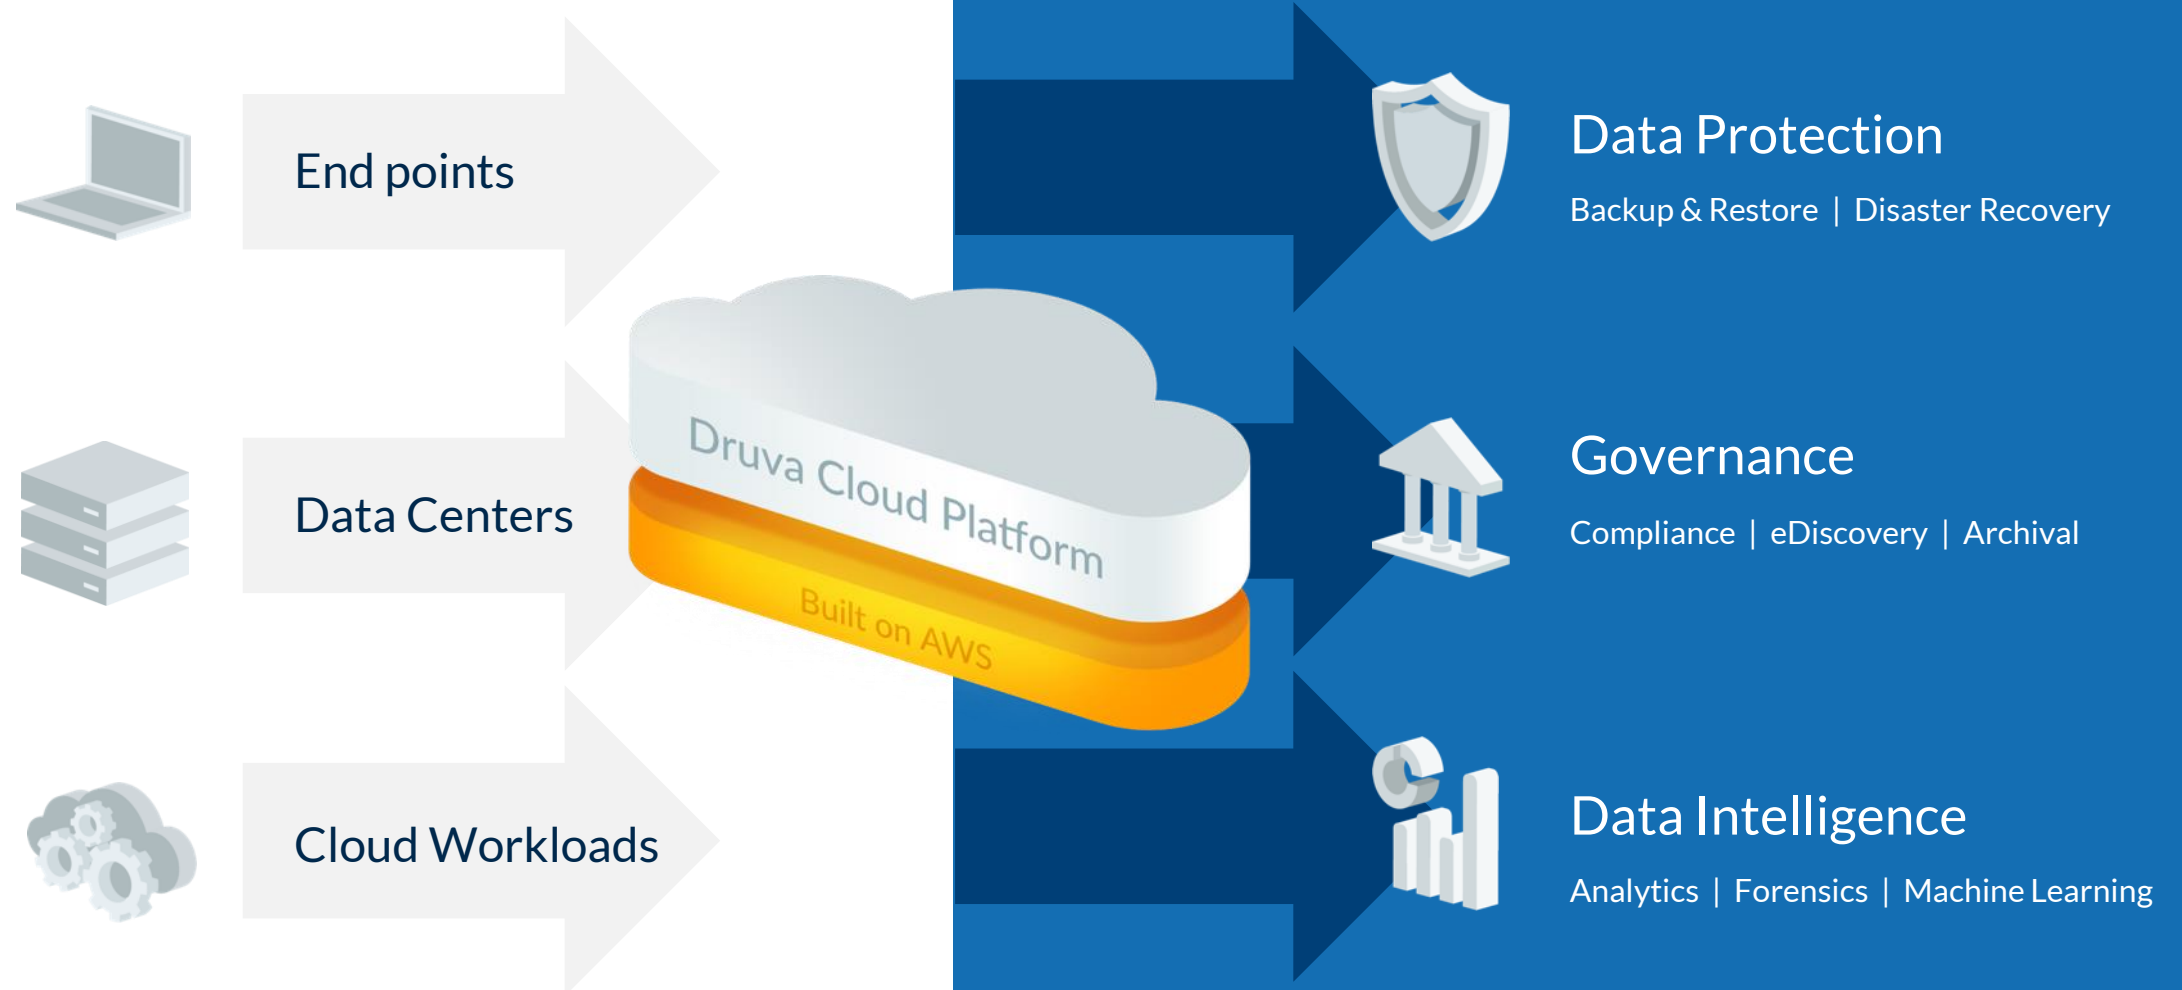 End points
Data Centers
Cloud Workloads
Druva Cloud Platform
Built on AWS
Data Protection
Backup & Restore | Disaster Recovery
Governance
Compliance | eDiscovery | Archival
Data Intelligence
Analytics | Forensics | Machine Learning